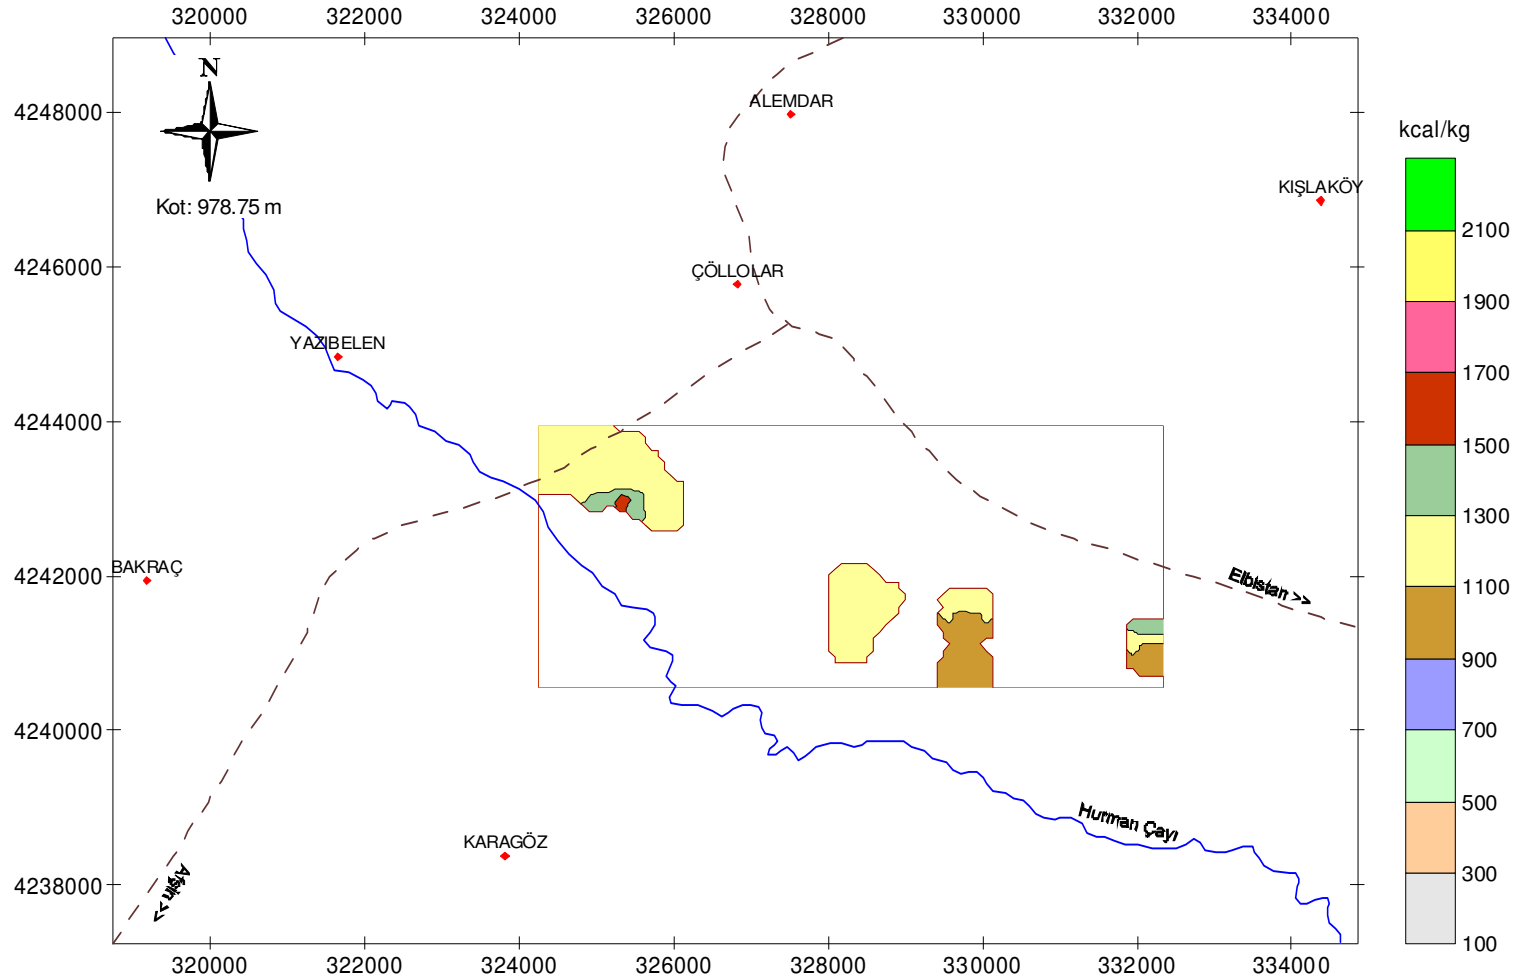 320000 322000 324000 326000 328000 330000 332000 334000
N
ALEMDAR
4248000
kcal/kg
KIŞLAKÖY
Kot: 978.75 m
2100
4246000
ÇÖLLOLAR
1900
YAZIBELEN
1700
4244000
1500
1300
4242000
BAKRAÇ
Elbistan >>
1100
900
4240000
700
Hurman Çayı
500
KARAGÖZ
4238000
Afşin >>
300
100
320000 322000 324000 326000 328000 330000 332000 334000